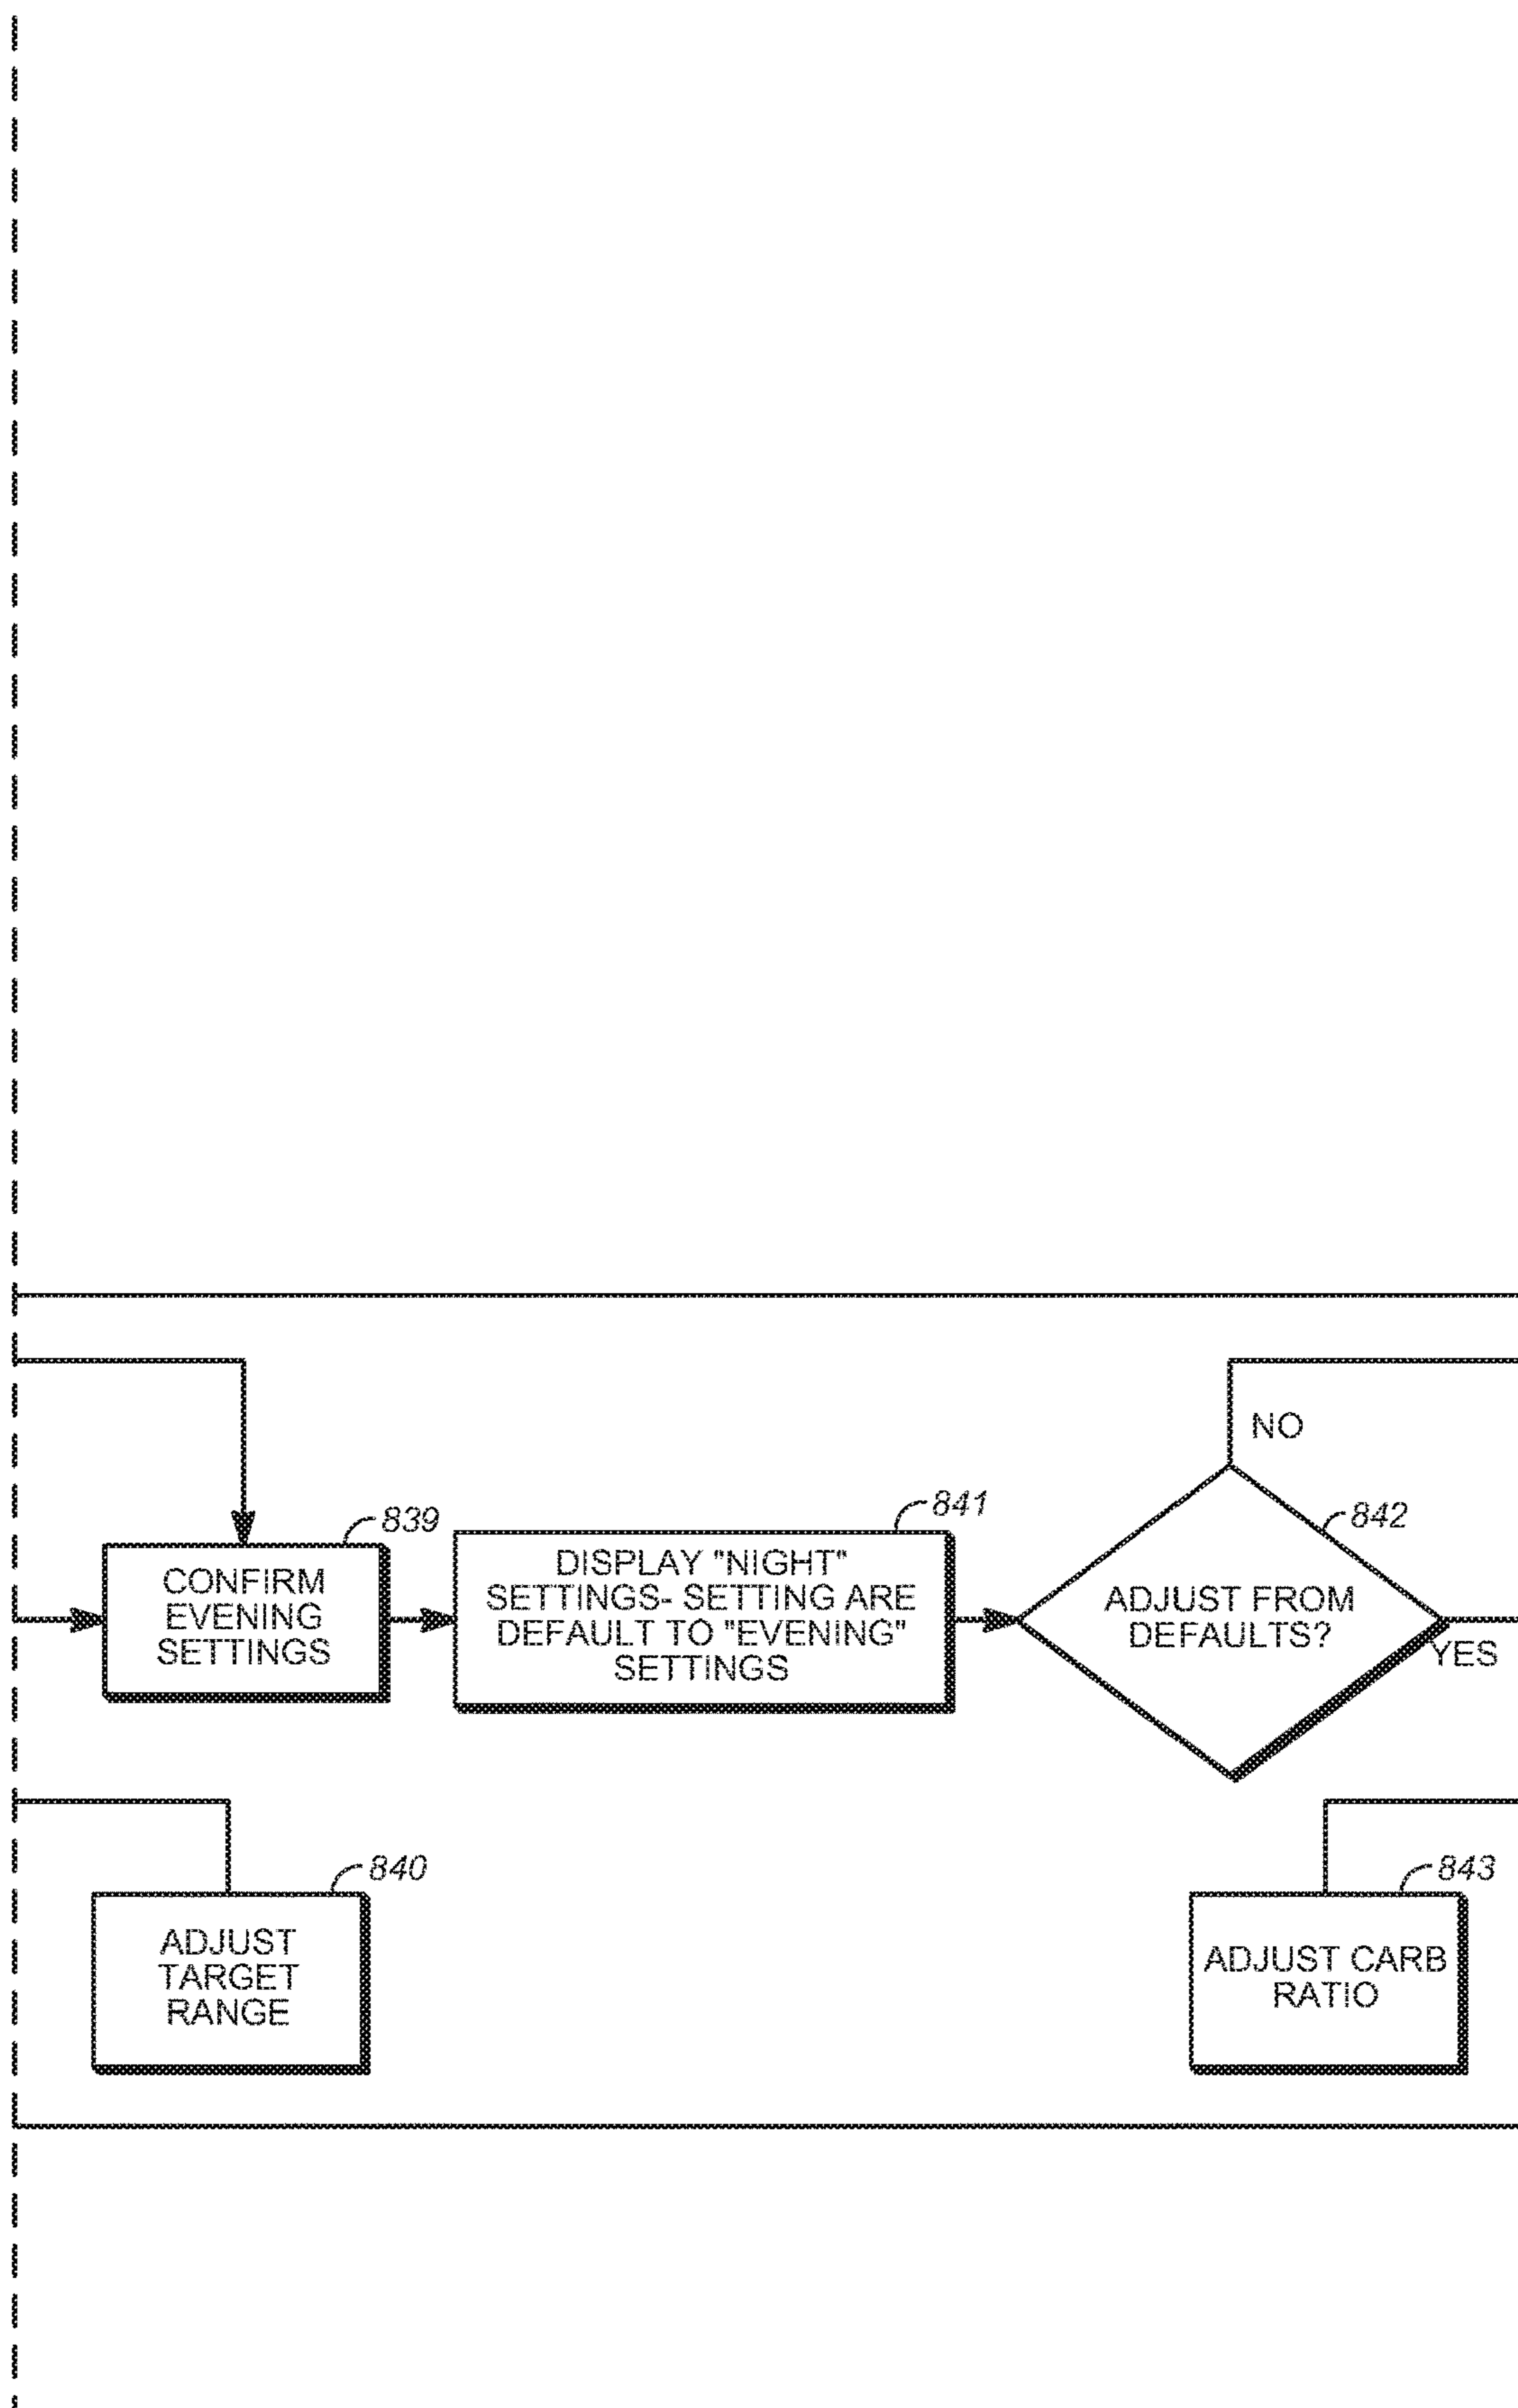 NO
839
CONFIRM
EVENING
SETTINGS
841
DISPLAY "NIGHT"
SETTINGS- SETTING ARE
DEFAULT TO "EVENING"
SETTINGS
842
ADJUST FROM
DEFAULTS?
YES
840
ADJUST
TARGET
RANGE
843
ADJUST CARB
RATIO